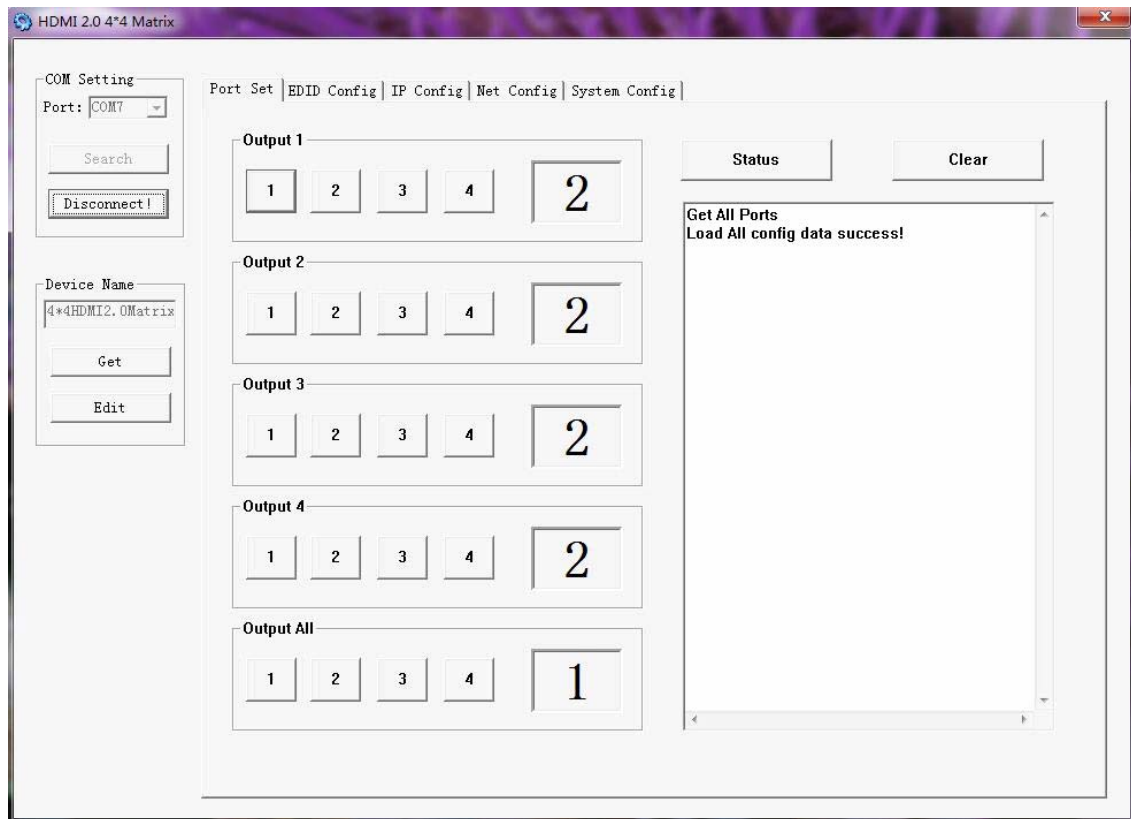 HDMI 2.0 4*4 Matrix
COM Setting
Port: COM7
Search
Disconnect!
Device Name
4*4HDMI2.0Matrix
Get
Edit
Port Set EDID Config IP Config Net Config System Config
Output 1
1 2 3 4 2
Output 2
1 2 3 4 2
Output 3
1 2 3 4 2
Output 4
1 2 3 4 2
Output All
1 2 3 4 1
Status Clear
Get All Ports
Load All config data success!